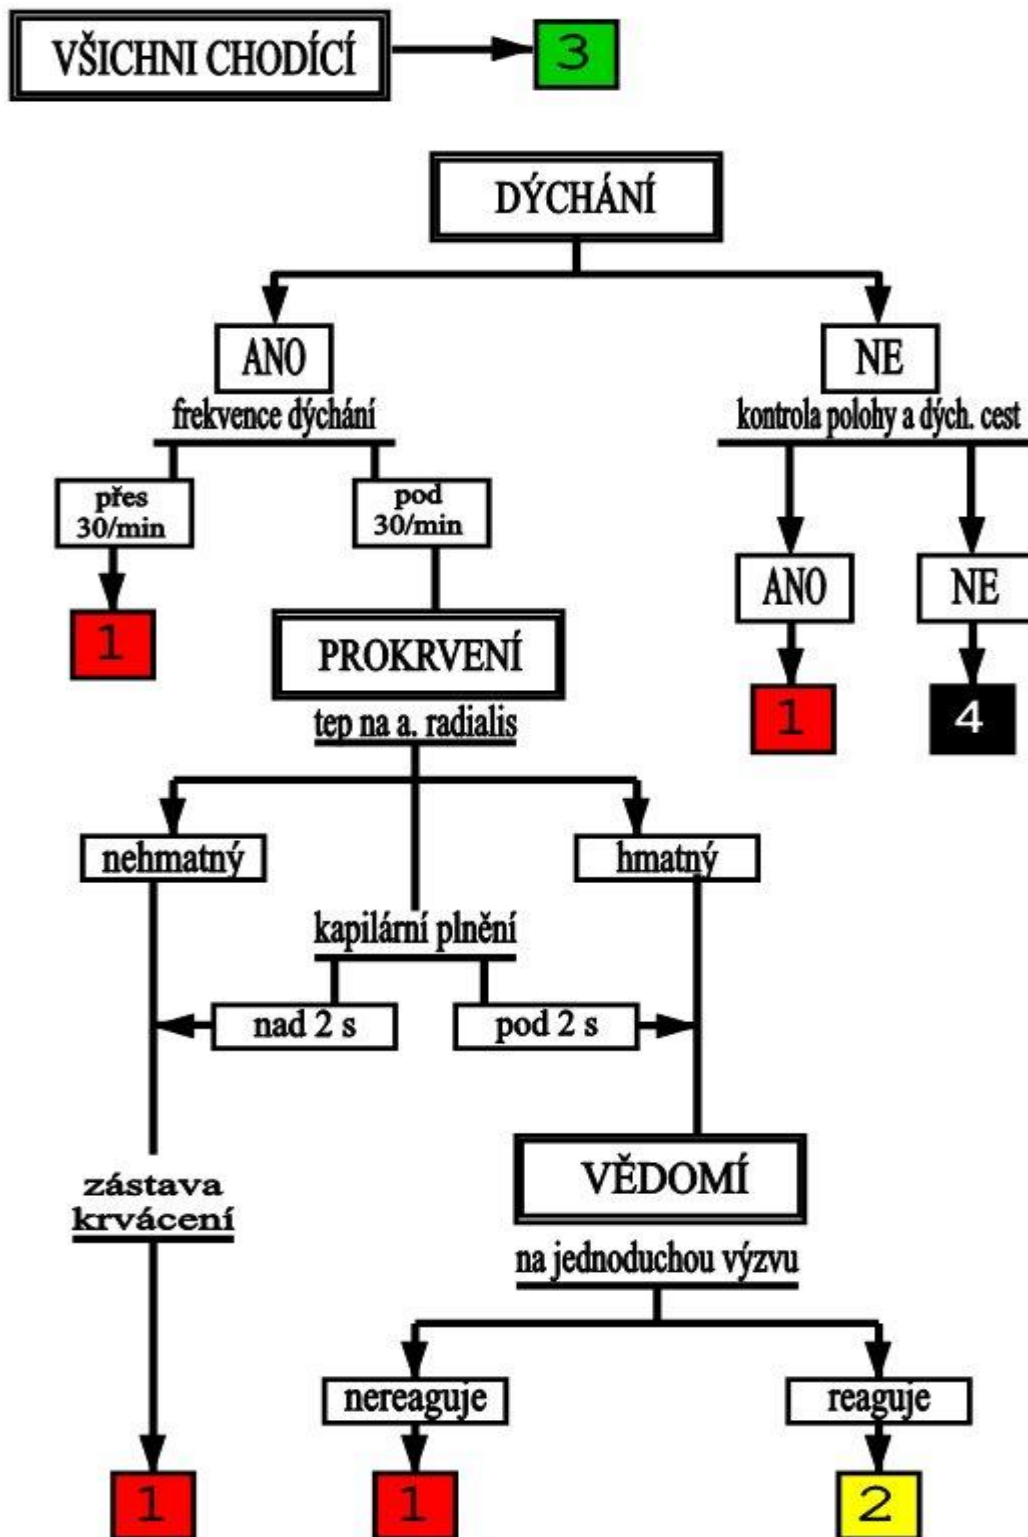 VŠICHNI CHODÍCÍ
3
DÝCHÁNÍ
ANO
NE
frekvence dýchání
kontrola polohy a dých. cest
přes
30/min
pod
30/min
ANO
NE
1
PROKRVENÍ
1
4
tep na a. radialis
nehmatný
hmatný
kapilární plnění
nad 2 s
pod 2 s
VĚDOMÍ
zástava
krvácení
na jednoduchou výzvu
nereaguje
reaguje
1
1
2